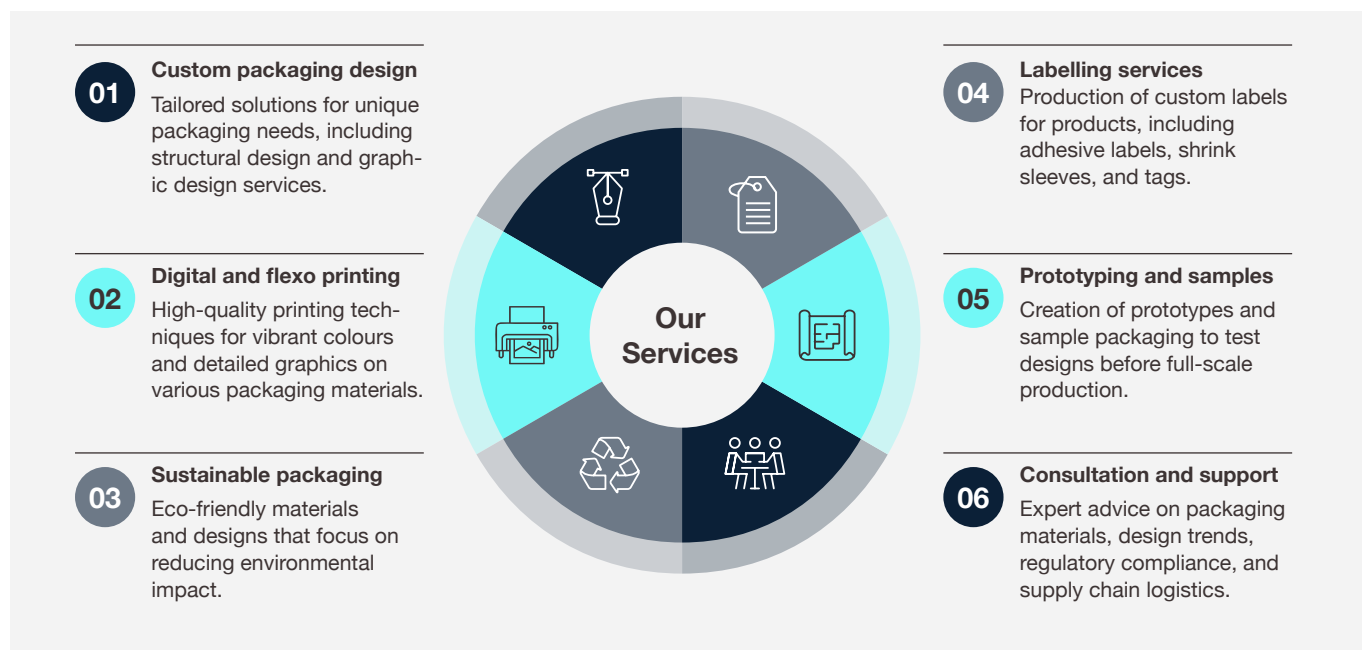 01
Custom packaging design
Tailored solutions for unique
packaging needs, including
structural design and graph-
ic design services.
02
Digital and flexo printing
High-quality printing tech-
niques for vibrant colours
and detailed graphics on
various packaging materials.
03
Sustainable packaging
Eco-friendly materials
and designs that focus on
reducing environmental
impact.
Our
Services
04
Labelling services
Production of custom labels
for products, including
adhesive labels, shrink
sleeves, and tags.
05
Prototyping and samples
Creation of prototypes and
sample packaging to test
designs before full-scale
production.
06
Consultation and support
Expert advice on packaging
materials, design trends,
regulatory compliance, and
supply chain logistics.